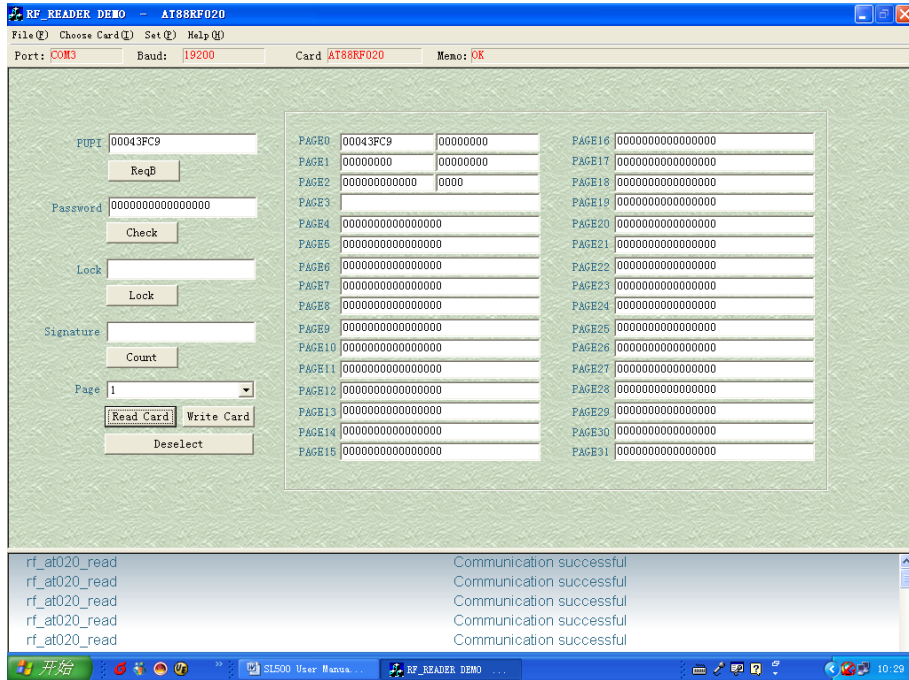 RF_READER DEMO - AT88RF020
File(F) Choose Card(I) Set(P) Help(H)
Port: COM3 Baud: 19200 Card AT88RF020 Memo: OK
PUPI 00043FC9
ReqB
Password 0000000000000000
Check
Lock
Lock
Signature
Count
Page 1
Read Card Write Card
Deselect
PAGE0 00043FC9 00000000
PAGE1 00000000 00000000
PAGE2 000000000000 0000
PAGE3
PAGE4 0000000000000000
PAGE5 0000000000000000
PAGE6 0000000000000000
PAGE7 0000000000000000
PAGE8 0000000000000000
PAGE9 0000000000000000
PAGE10 0000000000000000
PAGE11 0000000000000000
PAGE12 0000000000000000
PAGE13 0000000000000000
PAGE14 0000000000000000
PAGE15 0000000000000000
PAGE16 0000000000000000
PAGE17 0000000000000000
PAGE18 0000000000000000
PAGE19 0000000000000000
PAGE20 0000000000000000
PAGE21 0000000000000000
PAGE22 0000000000000000
PAGE23 0000000000000000
PAGE24 0000000000000000
PAGE25 0000000000000000
PAGE26 0000000000000000
PAGE27 0000000000000000
PAGE28 0000000000000000
PAGE29 0000000000000000
PAGE30 0000000000000000
PAGE31 0000000000000000
rf_at020_read Communication successful
rf_at020_read Communication successful
rf_at020_read Communication successful
rf_at020_read Communication successful
rf_at020_read Communication successful
开始 SL500 User Manua... RF_READER DEMO ... 10:29